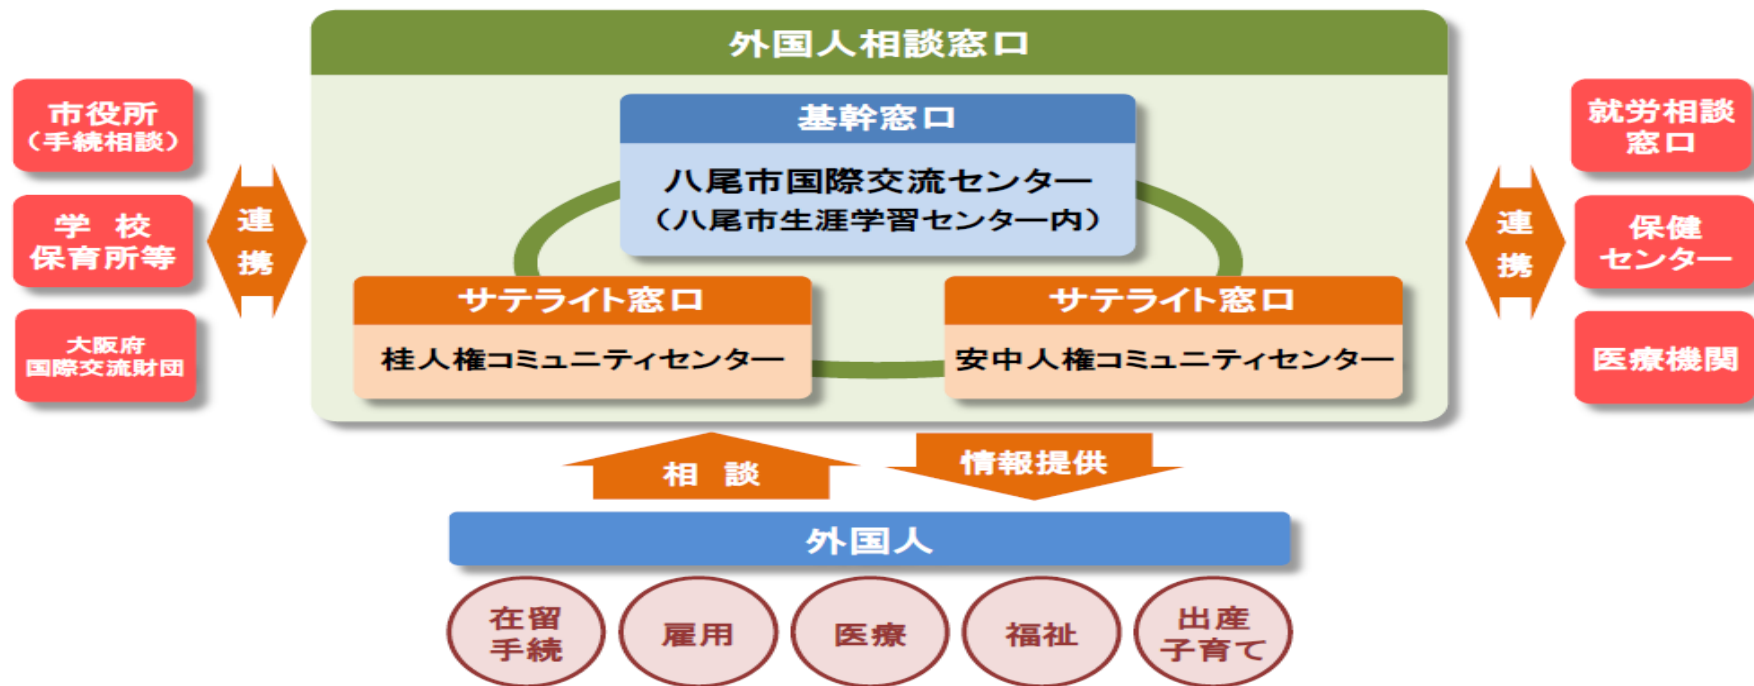 外国人相談窓口
基幹窓口
八尾市国際交流センター
（八尾市生涯学習センター内）
サテライト窓口
桂人権コミュニティセンター
サテライト窓口
安中人権コミュニティセンター
市役所
（手続相談）
学 校
保育所等
大阪府
国際交流財団
連
携
連
携
就労相談
窓口
保健
センター
医療機関
相 談
情報提供
外国人
在留
手続
雇用
医療
福祉
出産
子育て